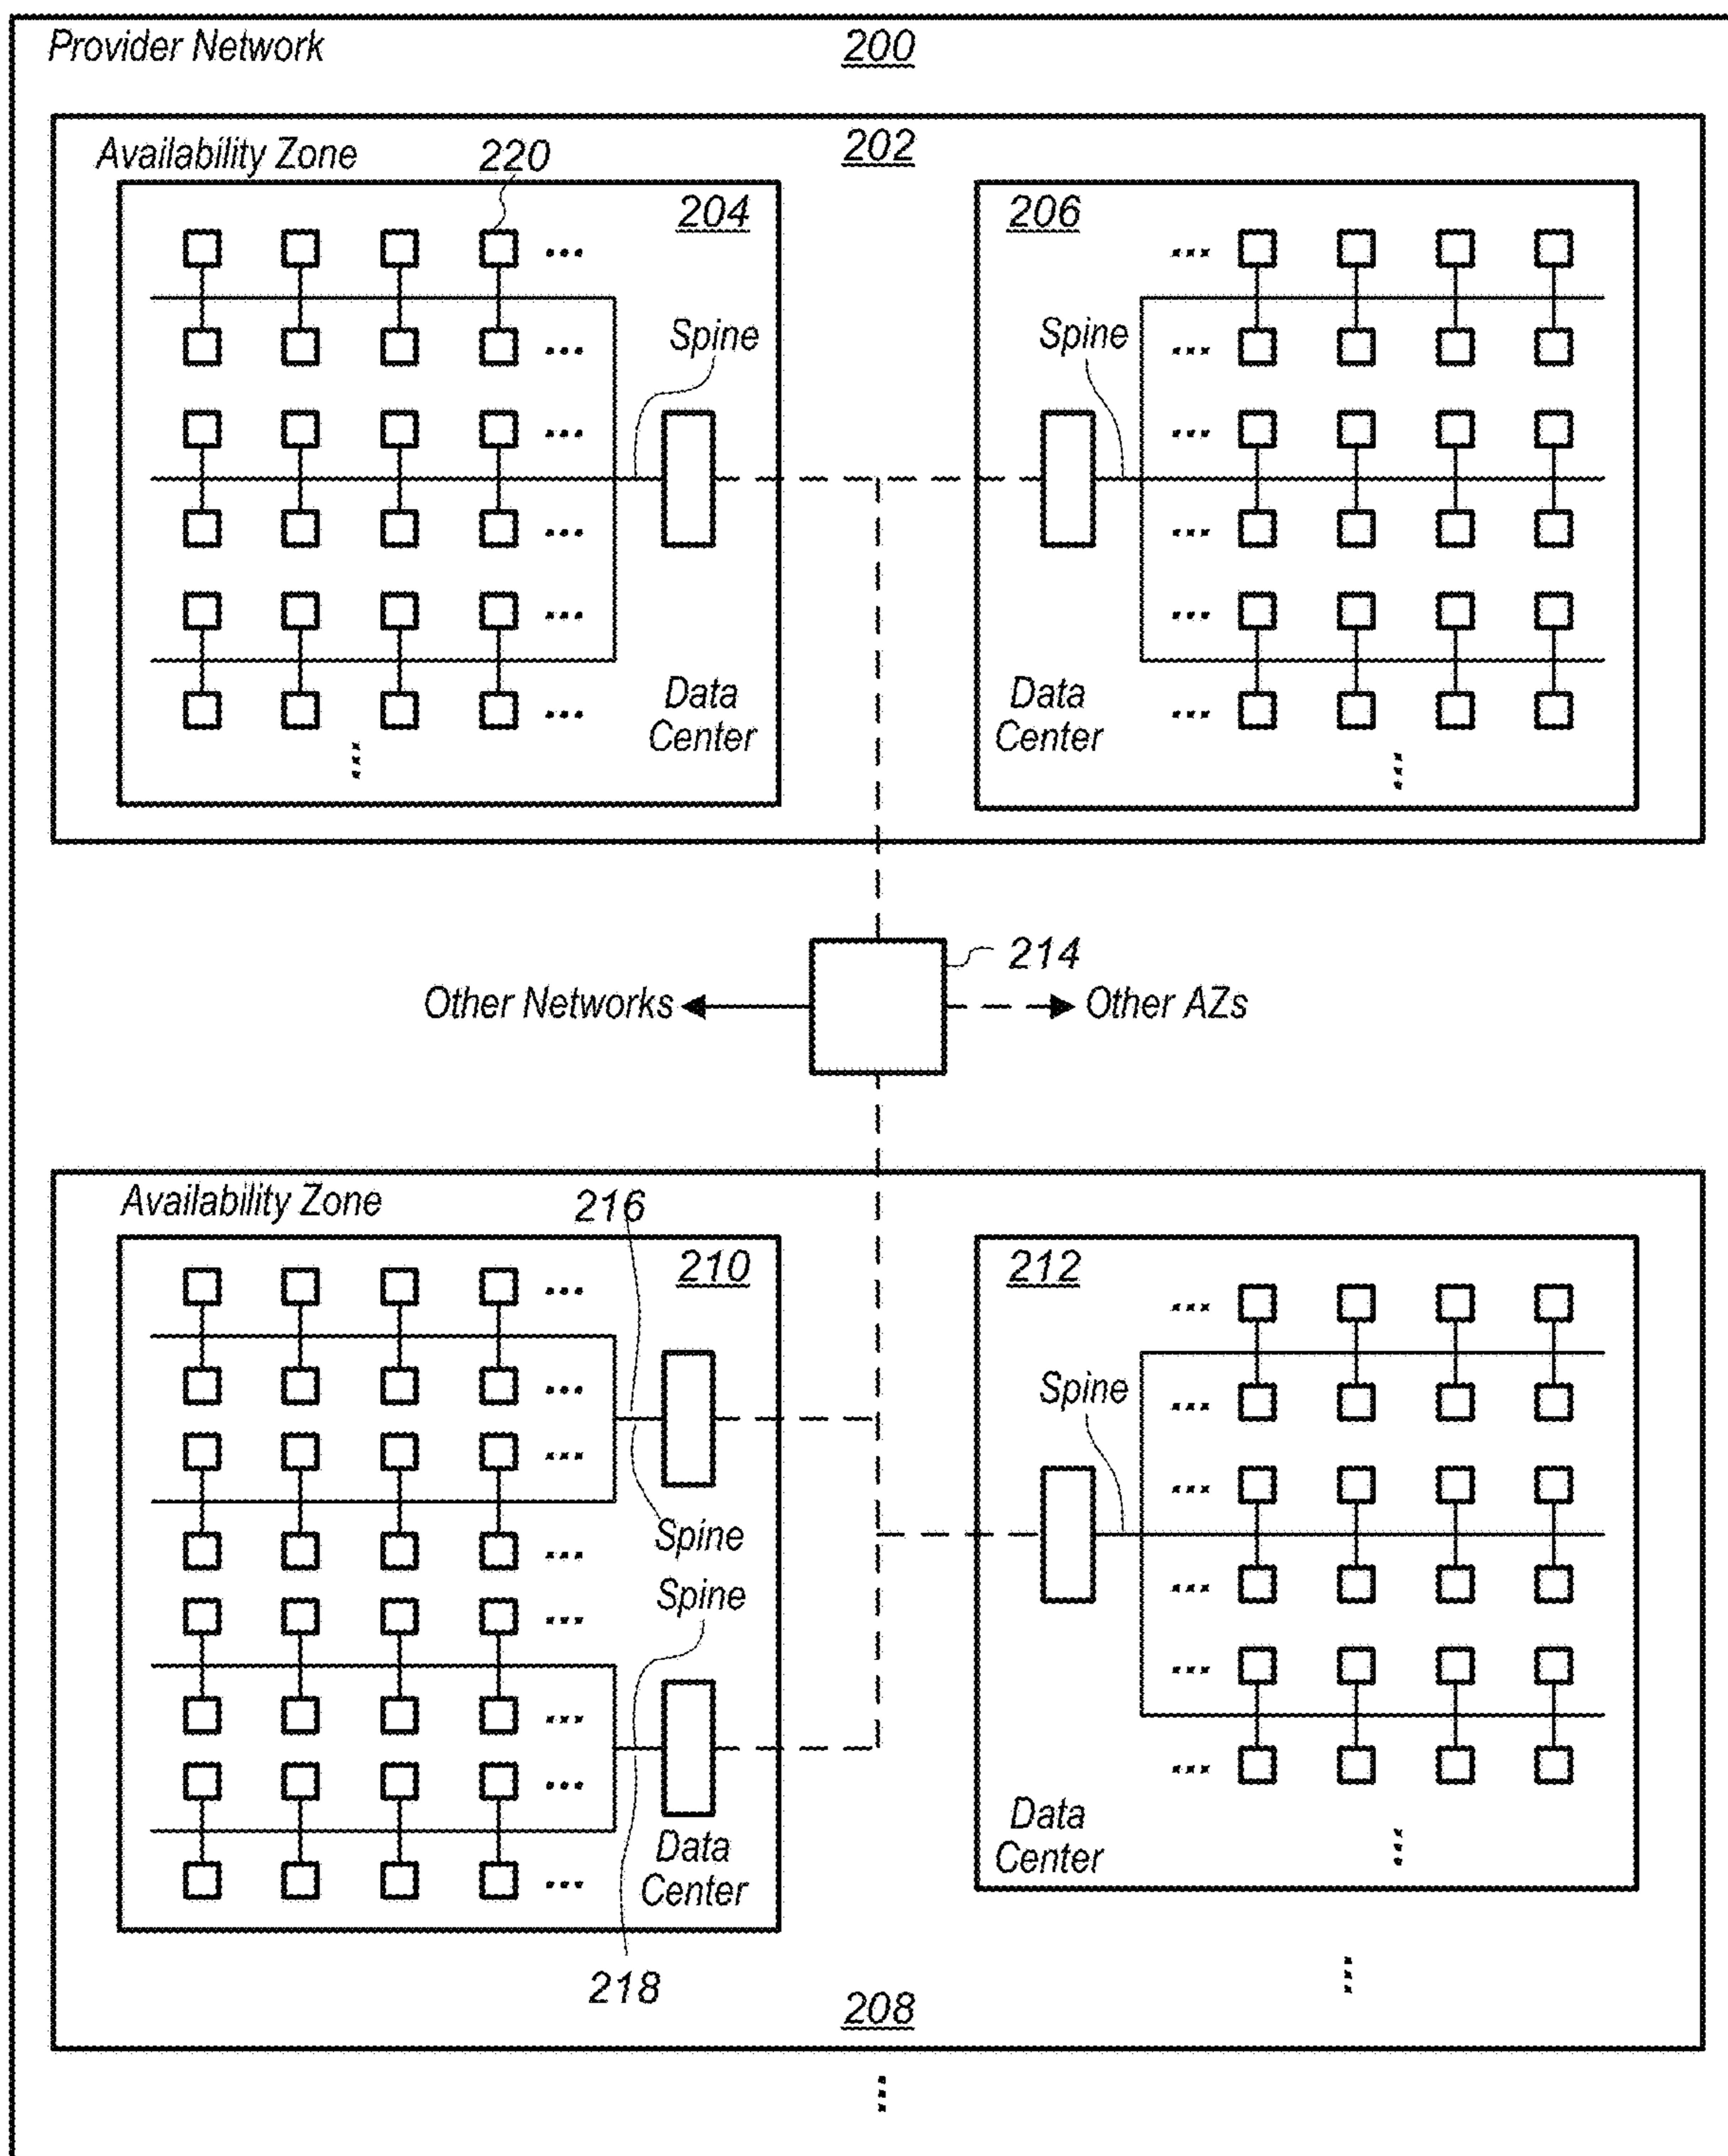 Provider Network
200
Availability Zone
220
202
204
206
Spine
Spine
Data
Center
Data
Center
214
Other Networks
Other AZs
Availability Zone
216
210
212
Spine
Spine
Spine
Data
Center
Data
Center
218
208